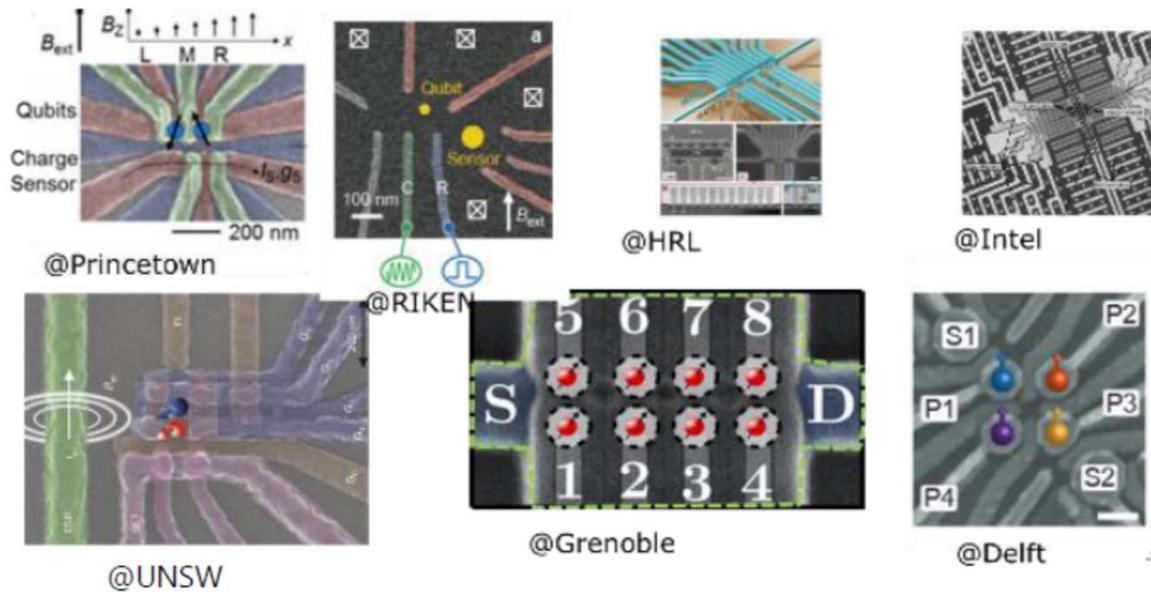 B_ext
B_Z
x
L M R
Qubits
Charge
Sensor
I_S, g_S
200 nm
@Princetown
a
Qubit
Sensor
C R
100 nm
B_ext
@RIKEN
@HRL
@Intel
@UNSW
5 6 7 8
S D
1 2 3 4
@Grenoble
S1
P2
P1
P3
S2
P4
@Delft